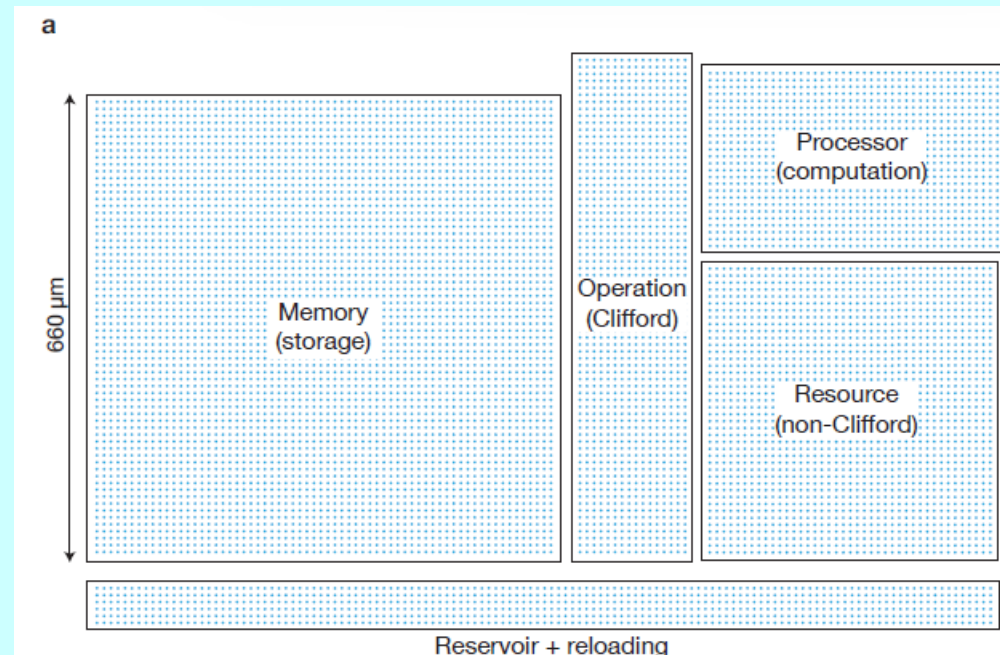 a
660 µm
Memory
(storage)
Operation
(Clifford)
Processor
(computation)
Resource
(non-Clifford)
Reservoir + reloading